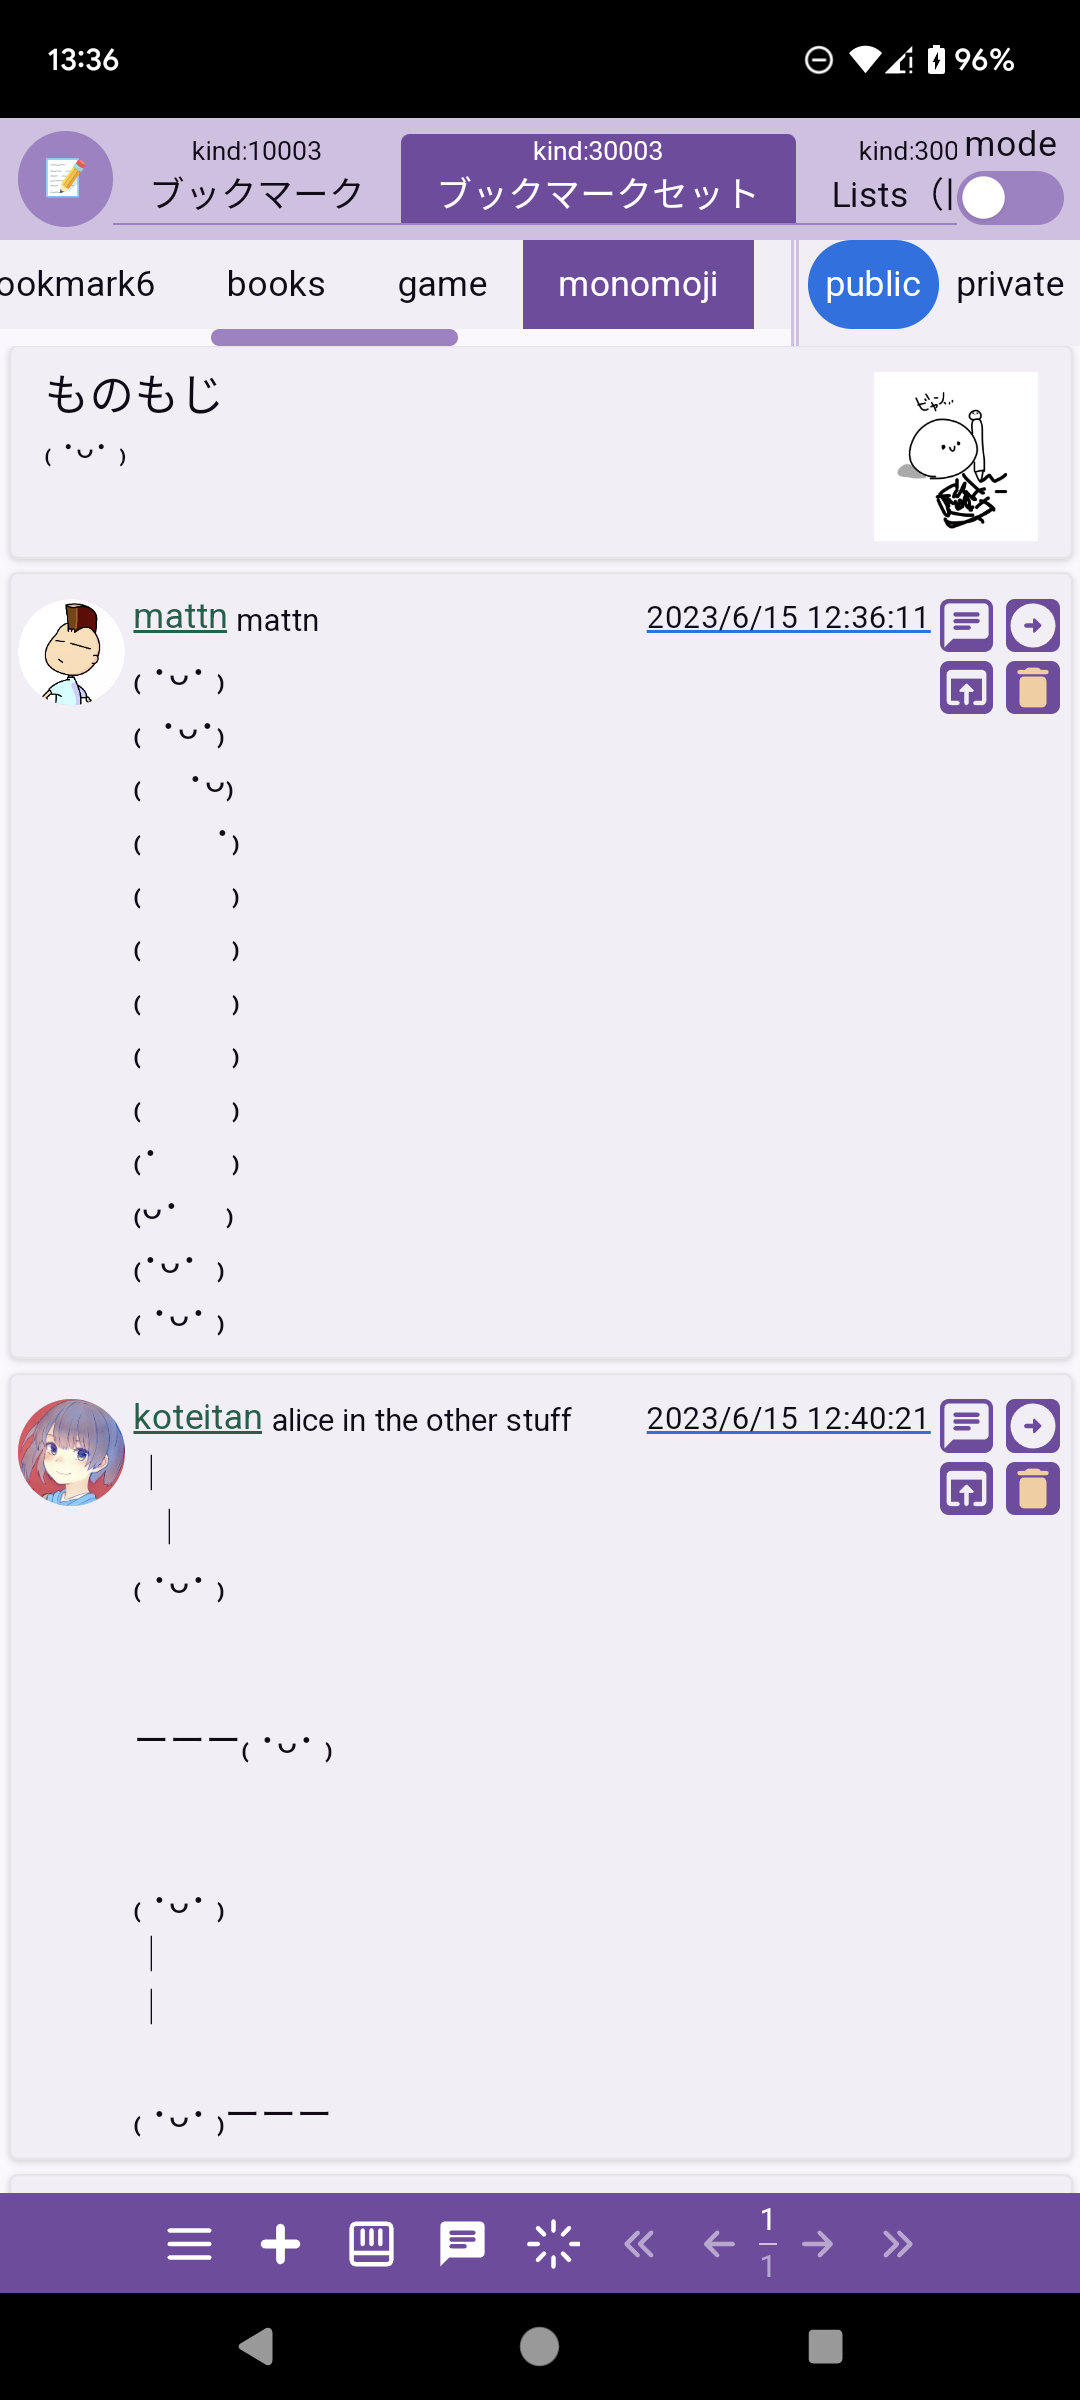 13:36 96%
kind:10003 kind:30003 kind:300 mode
ブックマーク ブックマークセット Lists（l
ookmark6 books game monomoji public private
ものもじ
₍ ˙ᴗ˙ ₎
ビャー!..
mattn mattn 2023/6/15 12:36:11
₍ ˙ᴗ˙ ₎
₍  ˙ᴗ˙₎
₍   ˙ᴗ₎
₍     ˙₎
₍      ₎
₍      ₎
₍      ₎
₍      ₎
₍      ₎
₍˙     ₎
₍ᴗ˙   ₎
₍˙ᴗ˙  ₎
₍ ˙ᴗ˙ ₎
koteitan alice in the other stuff 2023/6/15 12:40:21
｜
 ｜
₍ ˙ᴗ˙ ₎
ーーー₍ ˙ᴗ˙ ₎
₍ ˙ᴗ˙ ₎
｜
｜
₍ ˙ᴗ˙ ₎ーーー
1
1